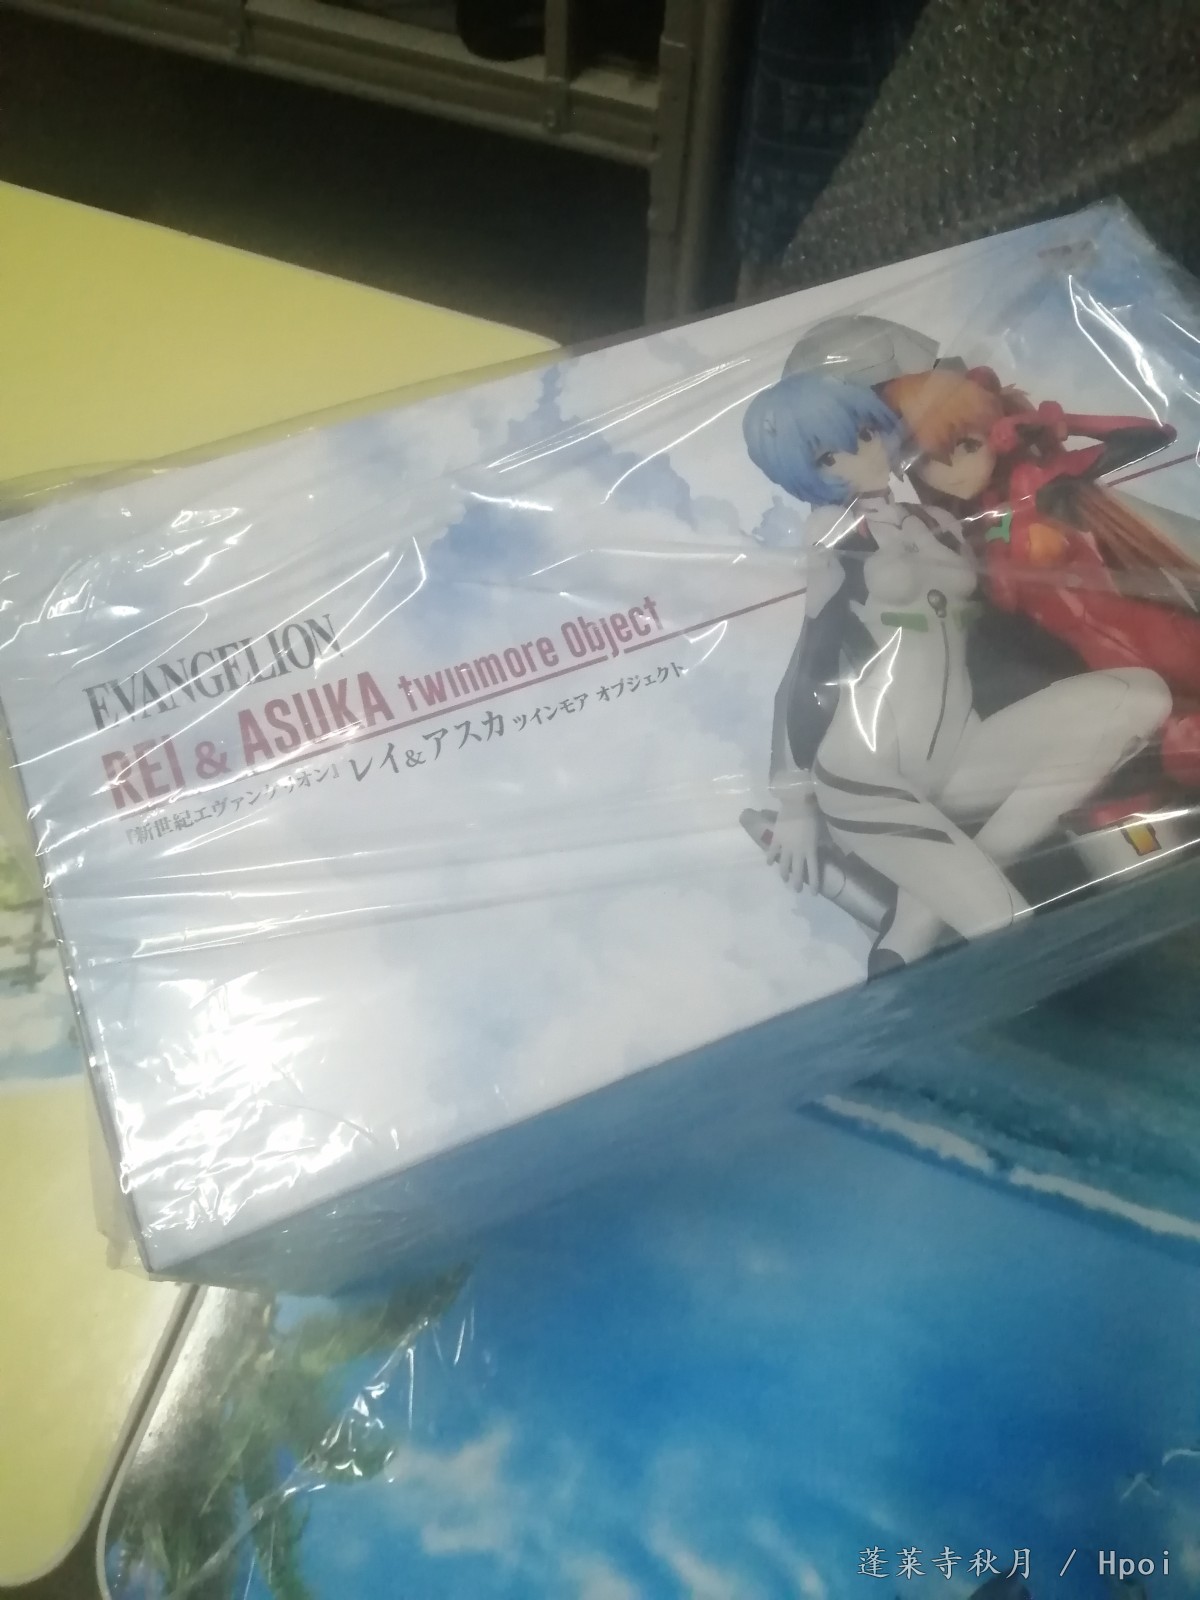 EVANGELION
REI & ASUKA twinmore Object
『新世紀エヴァンゲリオン』 レイ&アスカ ツインモア オブジェクト
蓬莱寺秋月 / Hpoi